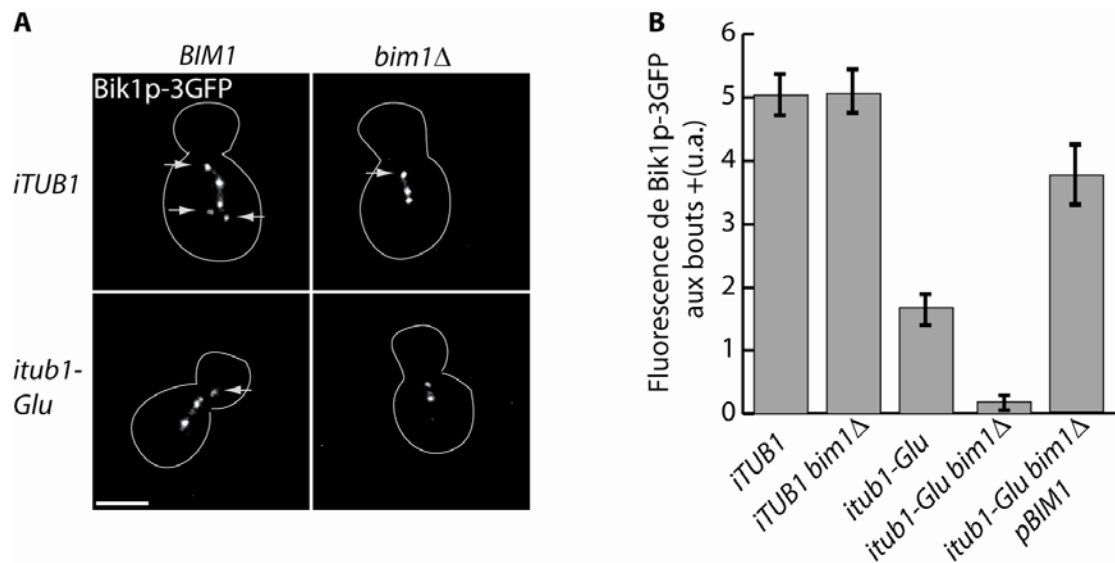 A
BIM1
bim1Δ
Bik1p-3GFP
iTUB1
itub1-
Glu
B
Fluorescence de Bik1p-3GFP
aux bouts +(u.a.)
6
5
4
3
2
1
0
iTUB1
iTUB1 bim1Δ
itub1-Glu
itub1-Glu bim1Δ
itub1-Glu bim1Δ
pBIM1